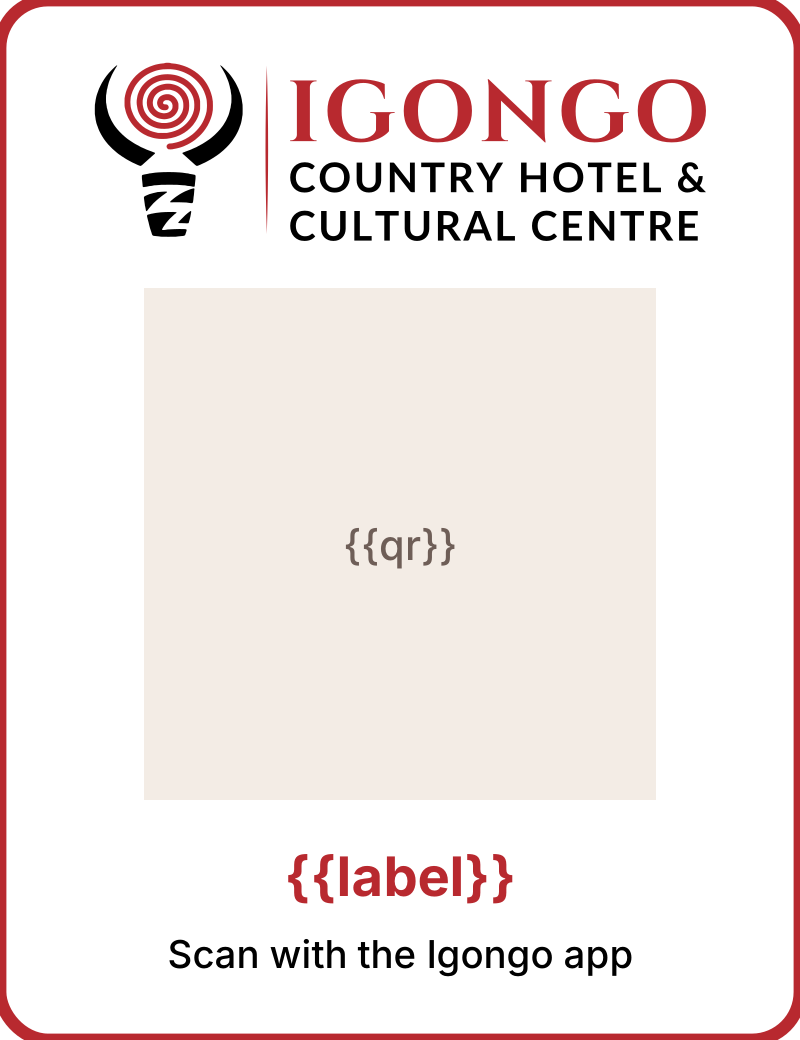 IGONGO
COUNTRY HOTEL &
CULTURAL CENTRE
{{qr}}
{{label}}
Scan with the Igongo app